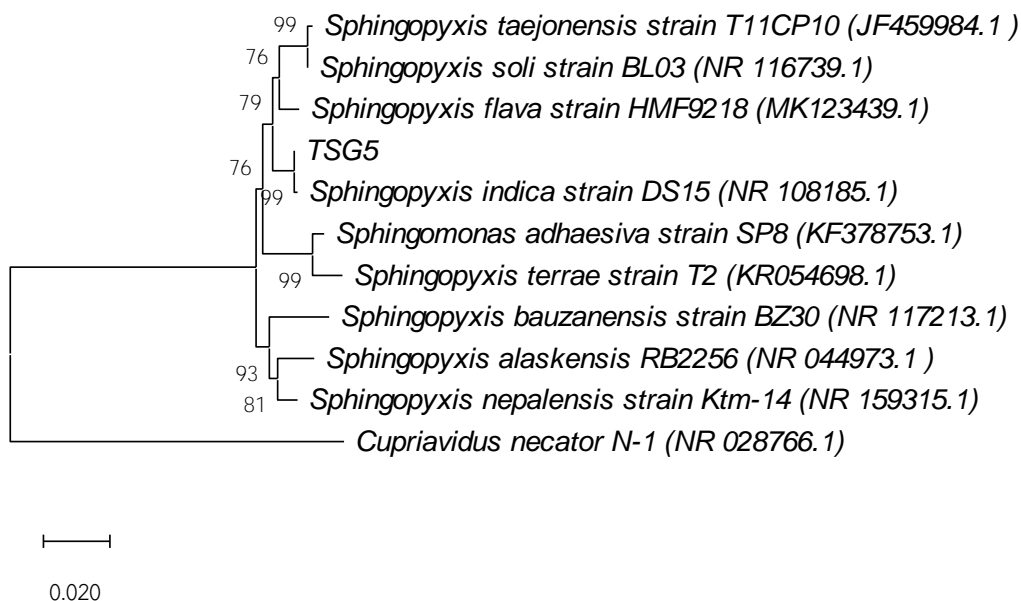 99
Sphingopyxis taejonensis strain T11CP10 (JF459984.1 )
76
Sphingopyxis soli strain BL03 (NR 116739.1)
79
Sphingopyxis flava strain HMF9218 (MK123439.1)
TSG5
76
99
Sphingopyxis indica strain DS15 (NR 108185.1)
Sphingomonas adhaesiva strain SP8 (KF378753.1)
99
Sphingopyxis terrae strain T2 (KR054698.1)
Sphingopyxis bauzanensis strain BZ30 (NR 117213.1)
Sphingopyxis alaskensis RB2256 (NR 044973.1 )
93
81
Sphingopyxis nepalensis strain Ktm-14 (NR 159315.1)
Cupriavidus necator N-1 (NR 028766.1)
0.020